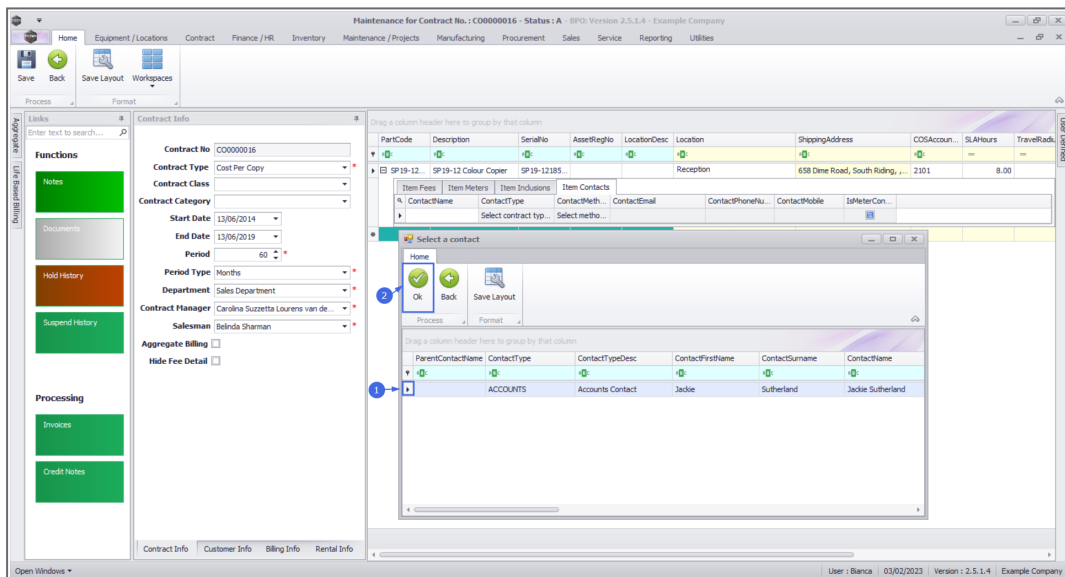 Maintenance for Contract No. : CO0000016 - Status : A - BPO: Version 2.5.1.4 - Example Company
Home Equipment / Locations Contract Finance / HR Inventory Maintenance / Projects Manufacturing Procurement Sales Service Reporting Utilities
Save Back Save Layout Workspaces
Process Format
Links
Enter text to search...
Functions
Notes
Documents
Hold History
Suspend History
Processing
Invoices
Credit Notes
Aggregate
Life Based Billing
Contract Info
Contract No CO0000016
Contract Type Cost Per Copy *
Contract Class
Contract Category
Start Date 13/06/2014
End Date 13/06/2019
Period 60 *
Period Type Months *
Department Sales Department *
Contract Manager Carolina Suzzetta Lourens van de... *
Salesman Belinda Sharman *
Aggregate Billing
Hide Fee Detail
Contract Info Customer Info Billing Info Rental Info
Drag a column header here to group by that column
PartCode Description SerialNo AssetRegNo LocationDesc Location ShippingAddress COSAccoun... SLAHours TravelRadiu
SP19-12... SP19-12 Colour Copier SP19-12185... Reception 658 Dime Road, South Riding, ,... 2101 8.00
Item Fees Item Meters Item Inclusions Item Contacts
ContactName ContactType ContactMeth... ContactEmail ContactPhoneNu... ContactMobile IsMeterCon...
Select contract typ... Select metho...
User Defined
Select a contact
Home
2
Ok Back Save Layout
Process Format
Drag a column header here to group by that column
ParentContactName ContactType ContactTypeDesc ContactFirstName ContactSurname ContactName
1
ACCOUNTS Accounts Contact Jackie Sutherland Jackie Sutherland
Open Windows User : Bianca 03/02/2023 Version : 2.5.1.4 Example Company